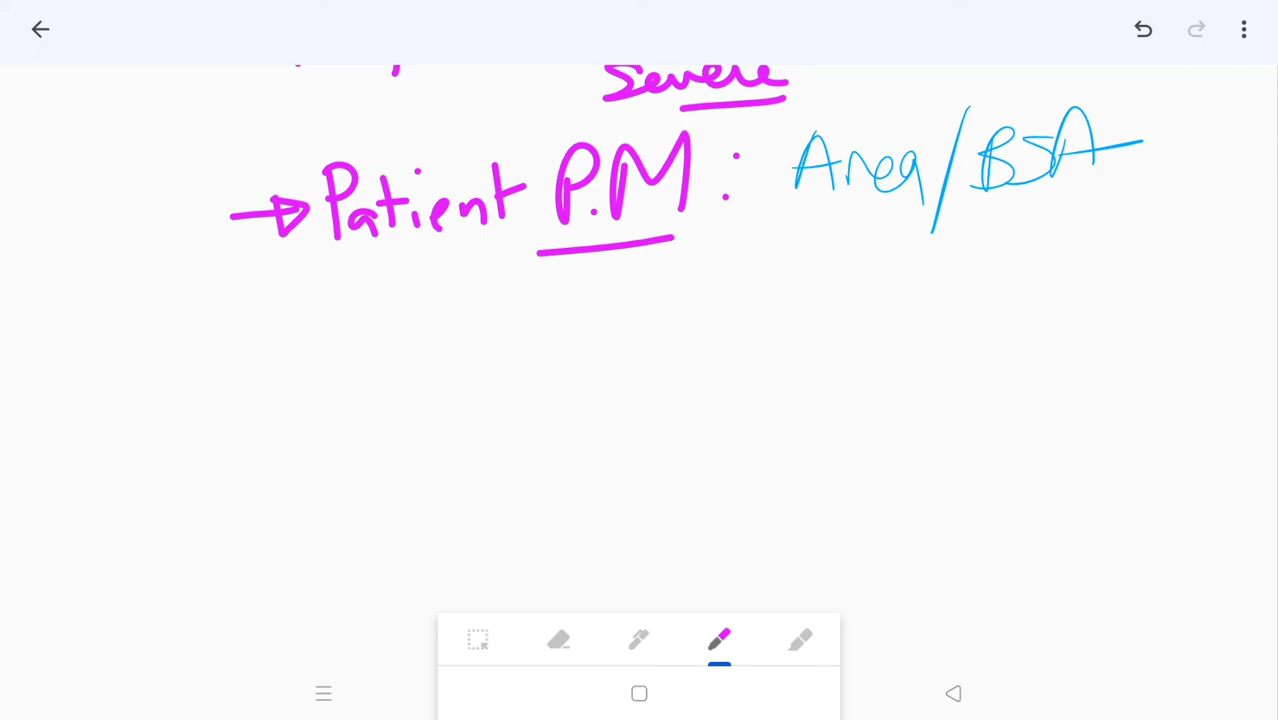 Severe
→ Patient P.M : Area/BSA